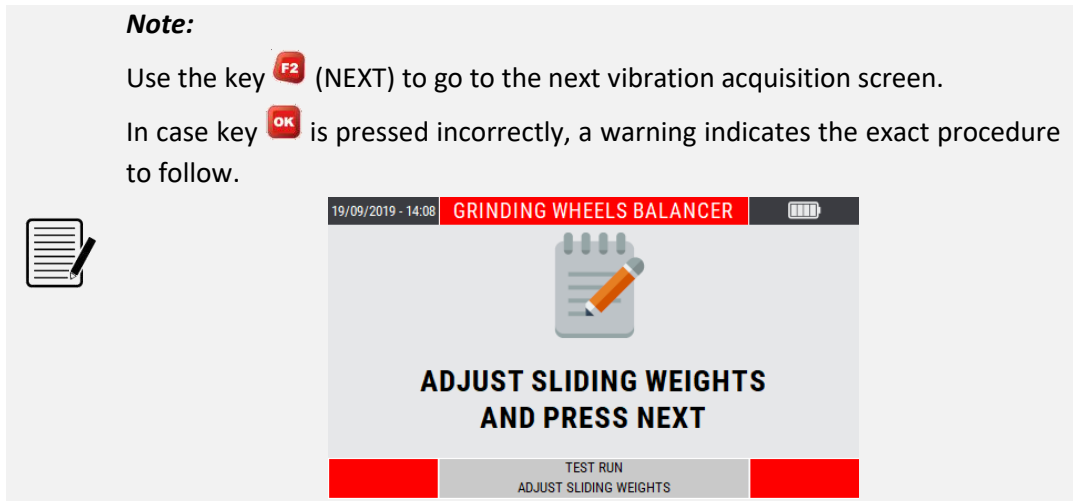 Note:
Use the key F2 (NEXT) to go to the next vibration acquisition screen.
In case key OK is pressed incorrectly, a warning indicates the exact procedure
to follow.
19/09/2019 - 14:08 GRINDING WHEELS BALANCER
ADJUST SLIDING WEIGHTS
AND PRESS NEXT
TEST RUN
ADJUST SLIDING WEIGHTS